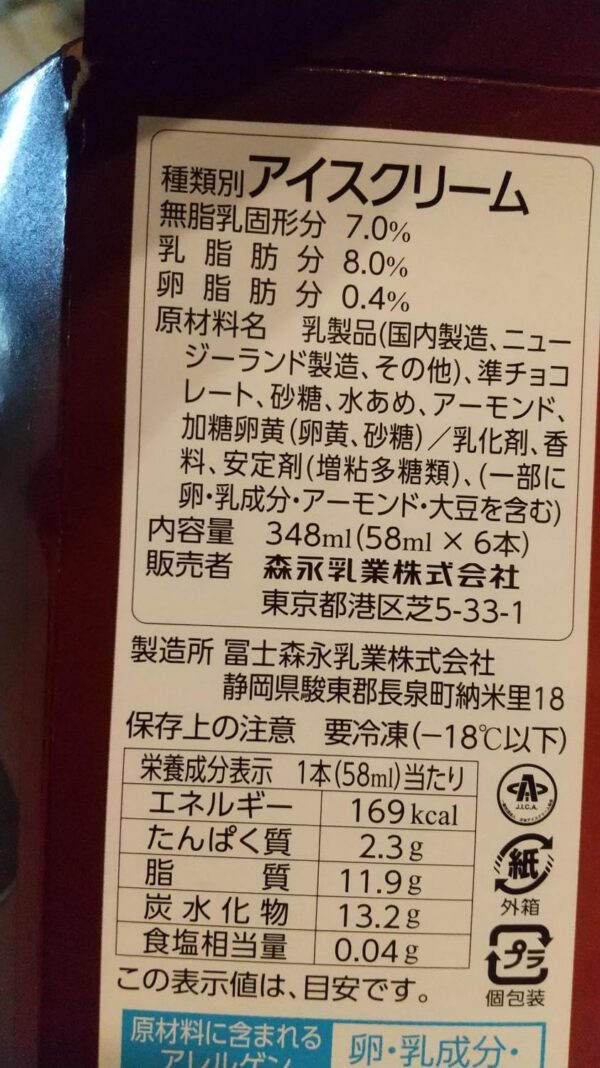 種類別アイスクリーム
無脂乳固形分 7.0%
乳脂肪分 8.0%
卵脂肪分 0.4%
原材料名 乳製品(国内製造、ニュー
ジーランド製造、その他)、準チョコ
レート、砂糖、水あめ、アーモンド、
加糖卵黄(卵黄、砂糖)/乳化剤、香
料、安定剤(増粘多糖類)、(一部に
卵・乳成分・アーモンド・大豆を含む)
内容量 348ml(58ml × 6本)
販売者 森永乳業株式会社
東京都港区芝5-33-1
製造所 冨士森永乳業株式会社
静岡県駿東郡長泉町納米里18
保存上の注意 要冷凍(−18℃以下)
栄養成分表示 1本(58ml)当たり
エネルギー 169kcal
たんぱく質 2.3g
脂質 11.9g
炭水化物 13.2g
食塩相当量 0.04g
この表示値は、目安です。
J.I.C.A.
紙
外箱
プラ
個包装
原材料に含まれる
アレルゲン
卵・乳成分・